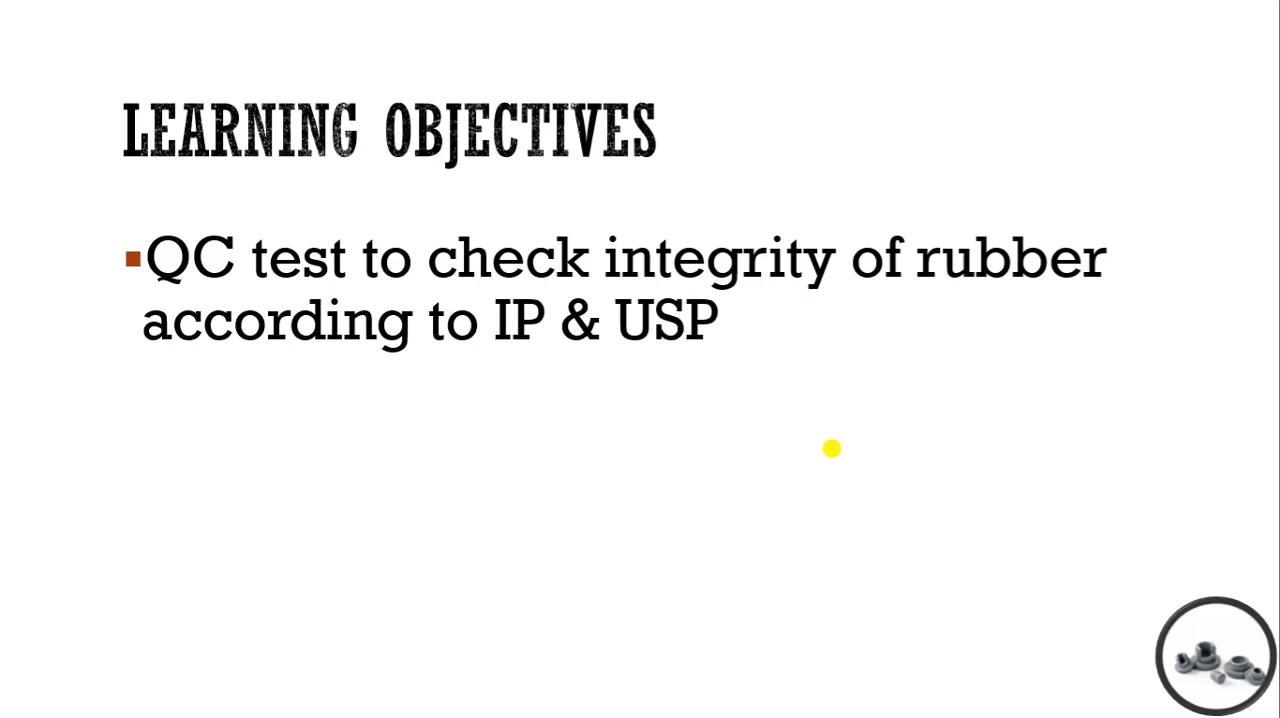 LEARNING OBJECTIVES
▪QC test to check integrity of rubber
according to IP & USP